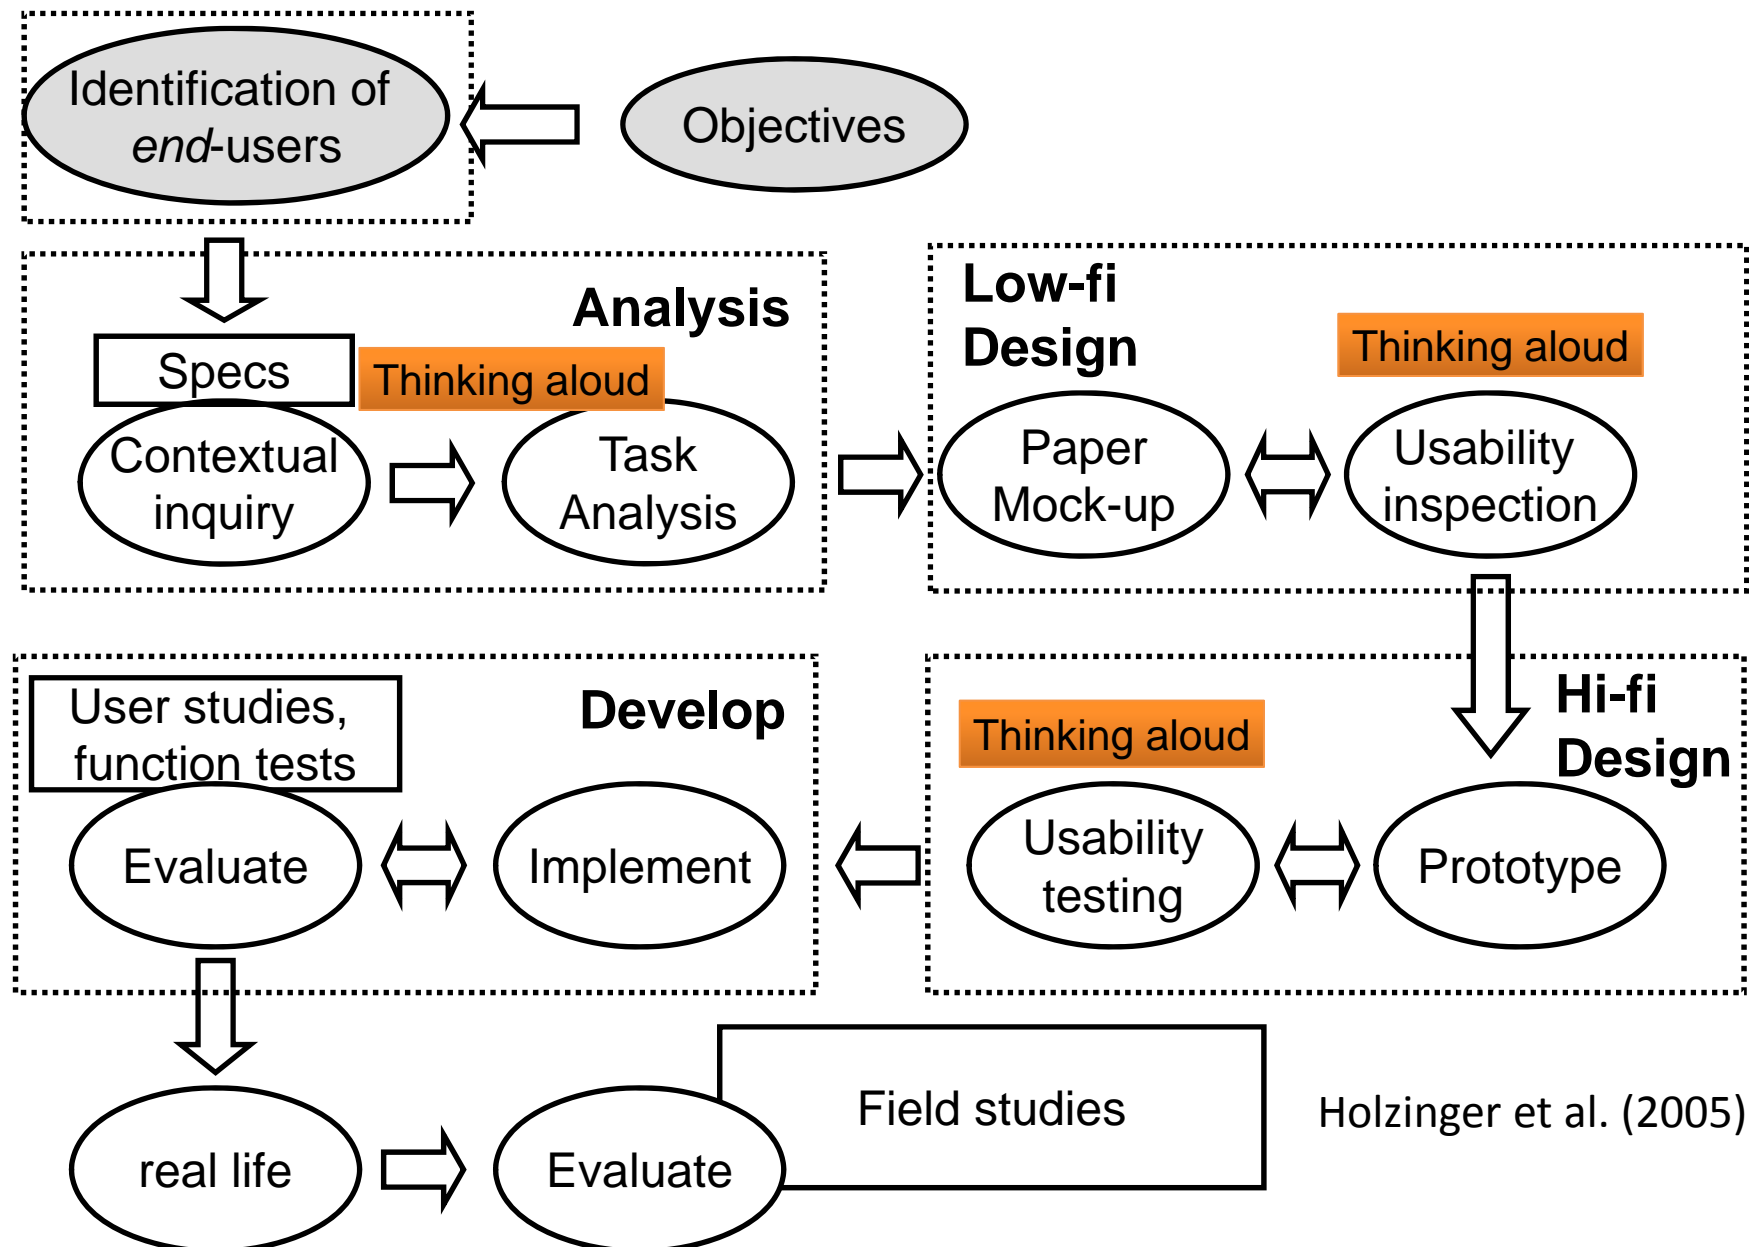 Identification of
end-users
Objectives
Analysis
Specs
Thinking aloud
Contextual
inquiry
Task
Analysis
Low-fi
Design
Thinking aloud
Paper
Mock-up
Usability
inspection
Hi-fi
Design
Thinking aloud
Usability
testing
Prototype
Develop
User studies,
function tests
Evaluate
Implement
real life
Evaluate
Field studies
Holzinger et al. (2005)